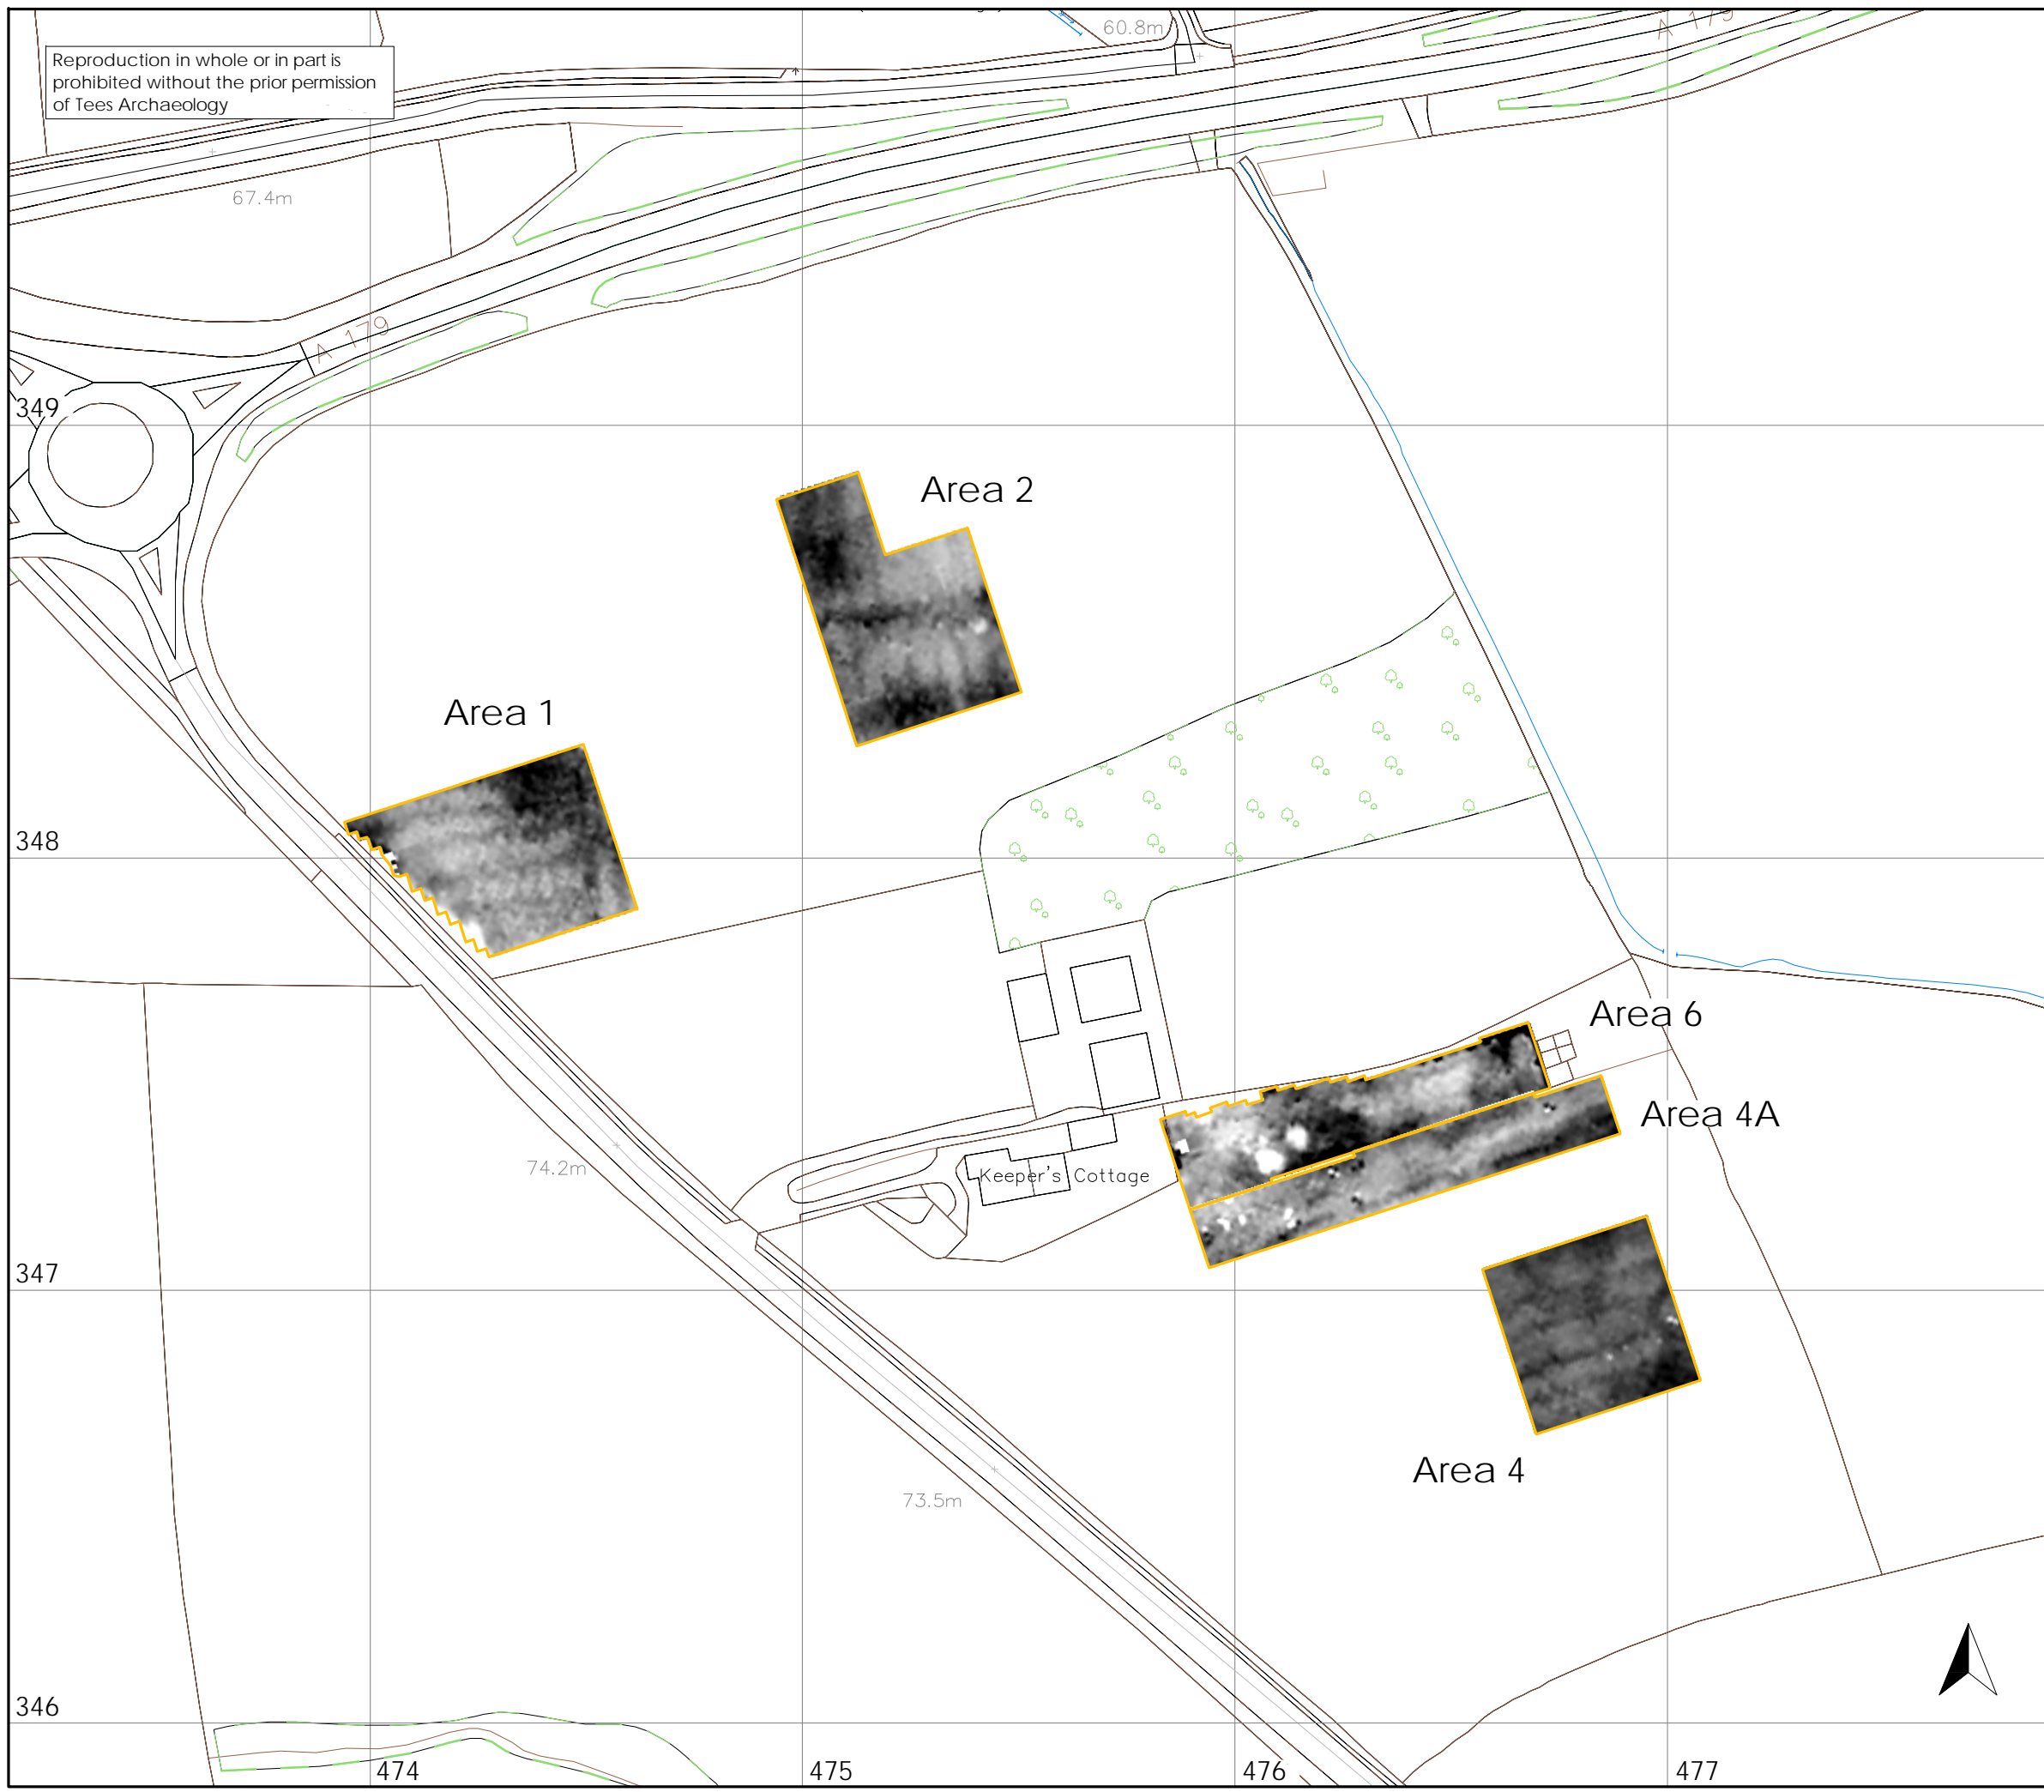 60.8m
A 179
Reproduction in whole or in part is
prohibited without the prior permission
of Tees Archaeology
67.4m
A 179
349
Area 2
Area 1
348
Area 6
Area 4A
74.2m
Keeper's Cottage
347
Area 4
73.5m
346
474
475
476
477